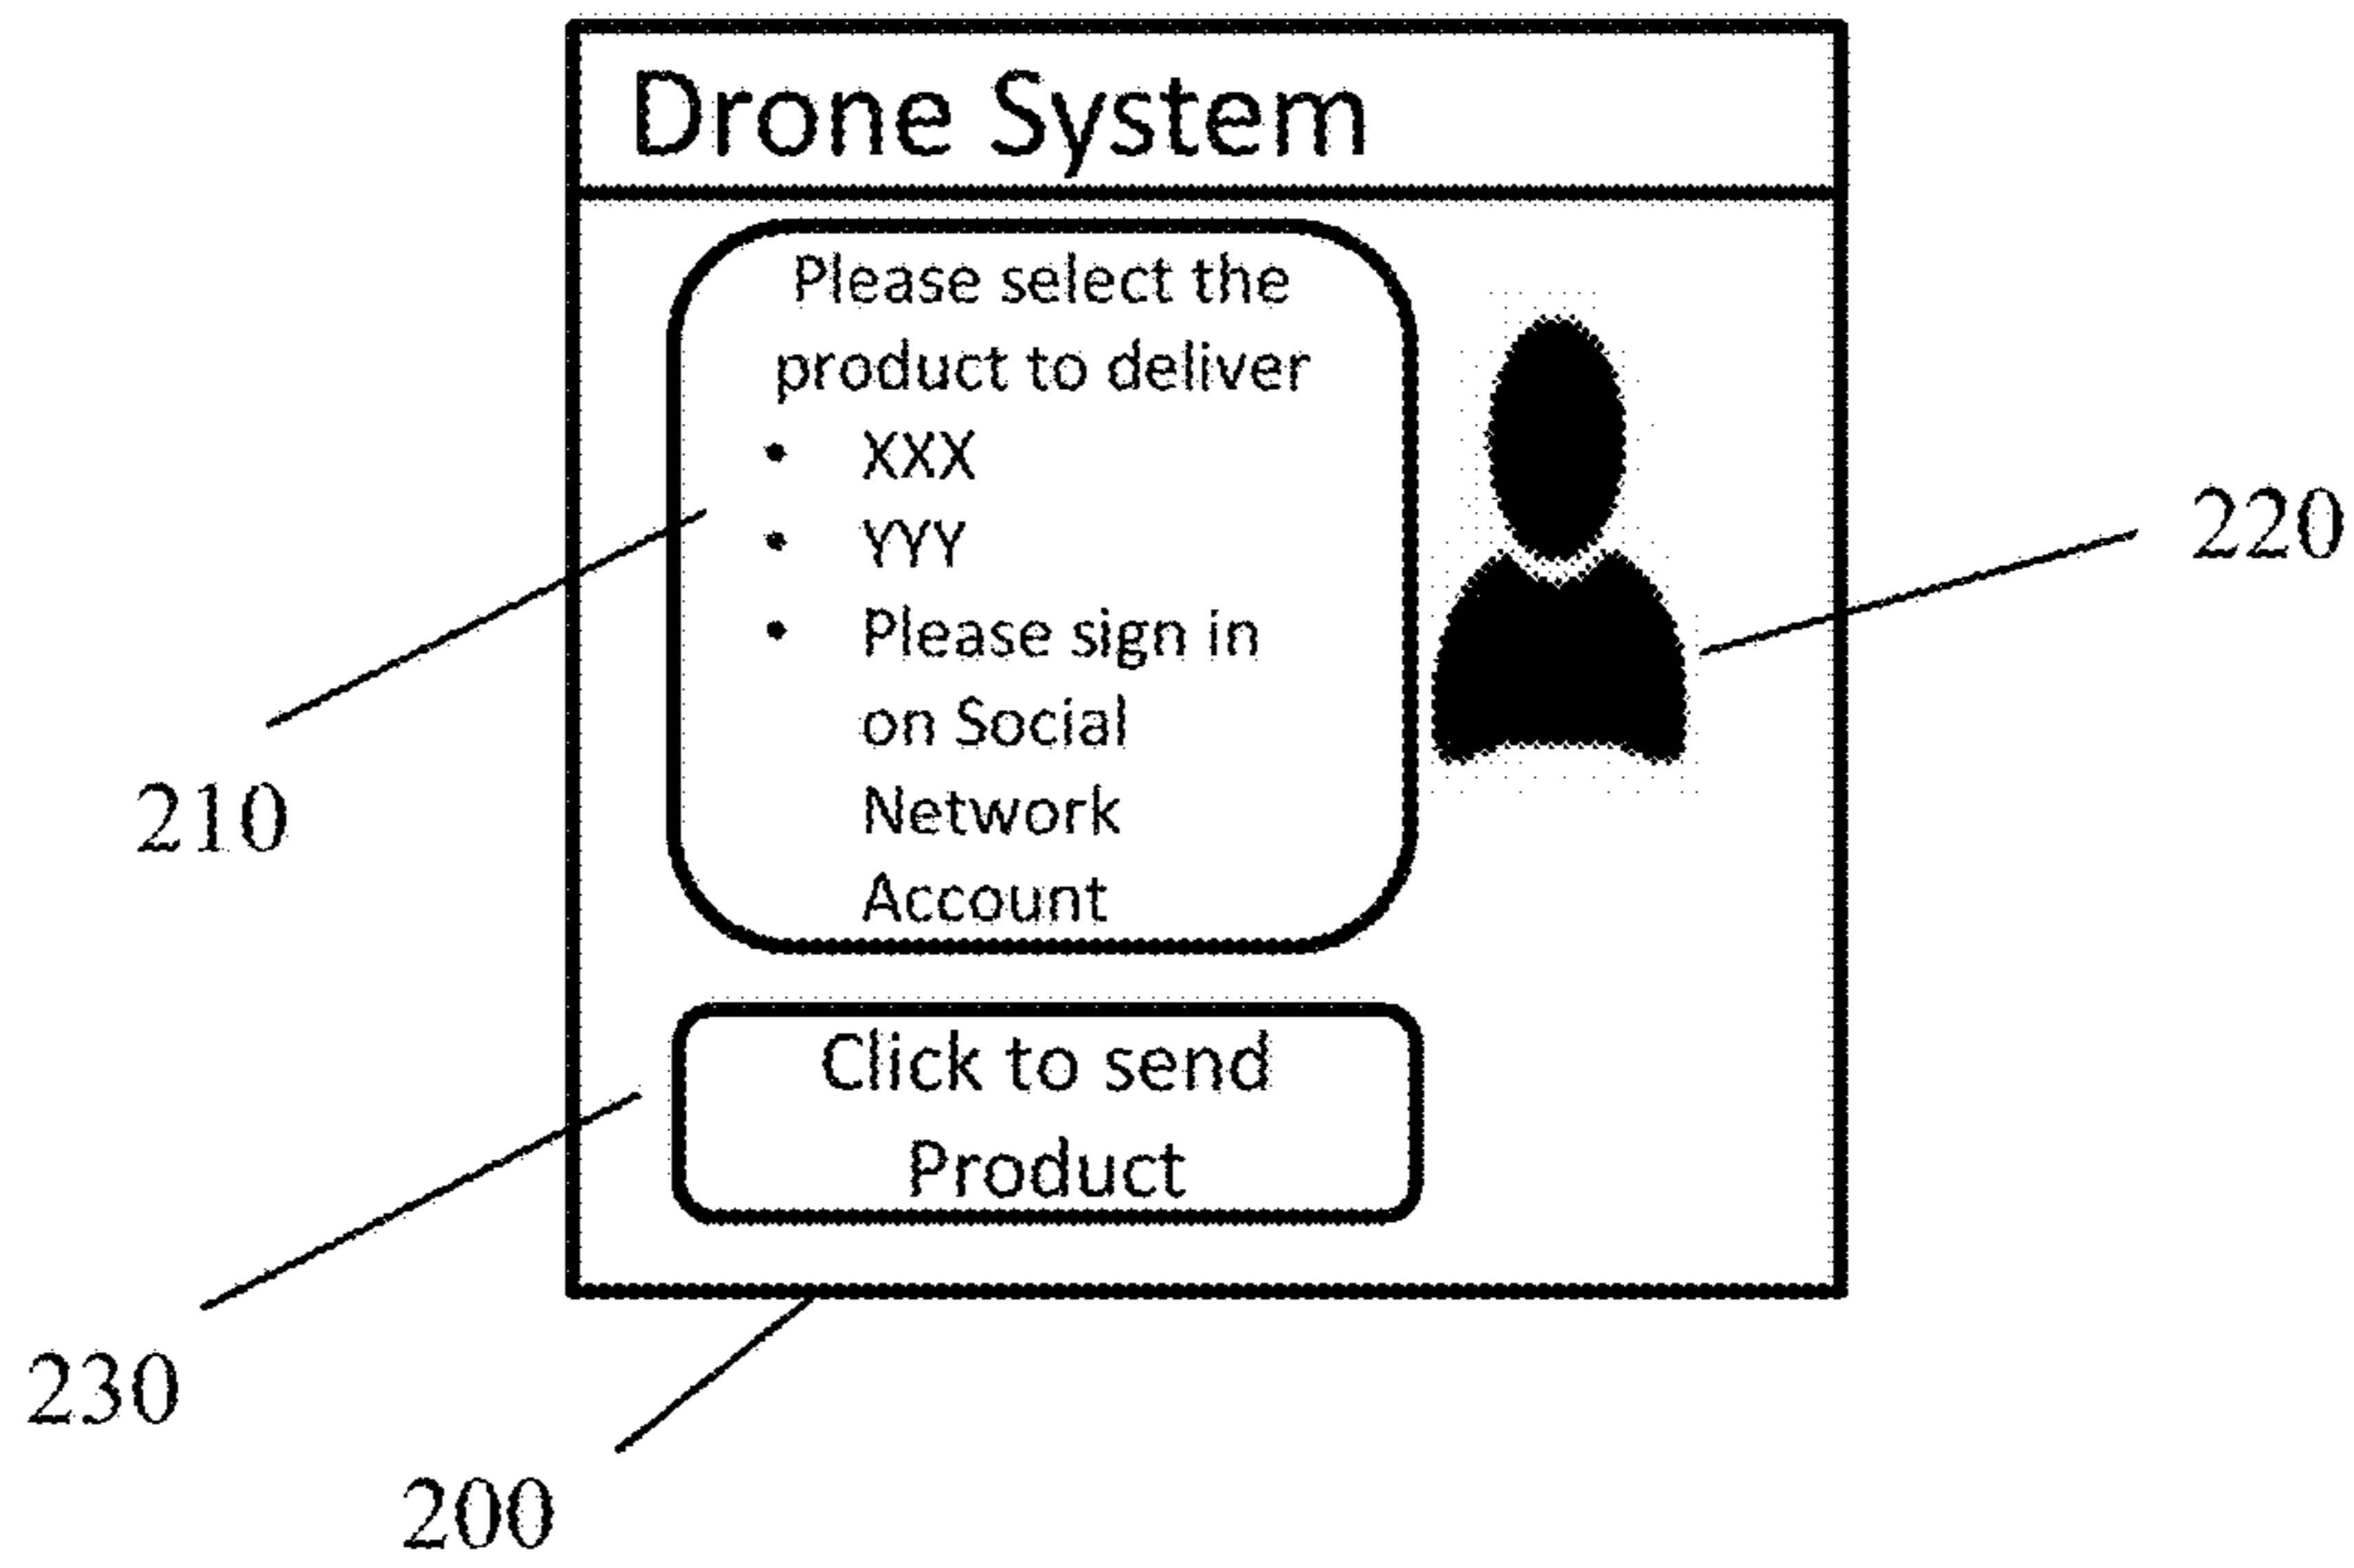 Drone System
Please select the
product to deliver
• XXX
• YYY
• Please sign in
on Social
Network
Account
Click to send
Product
210
220
230
200